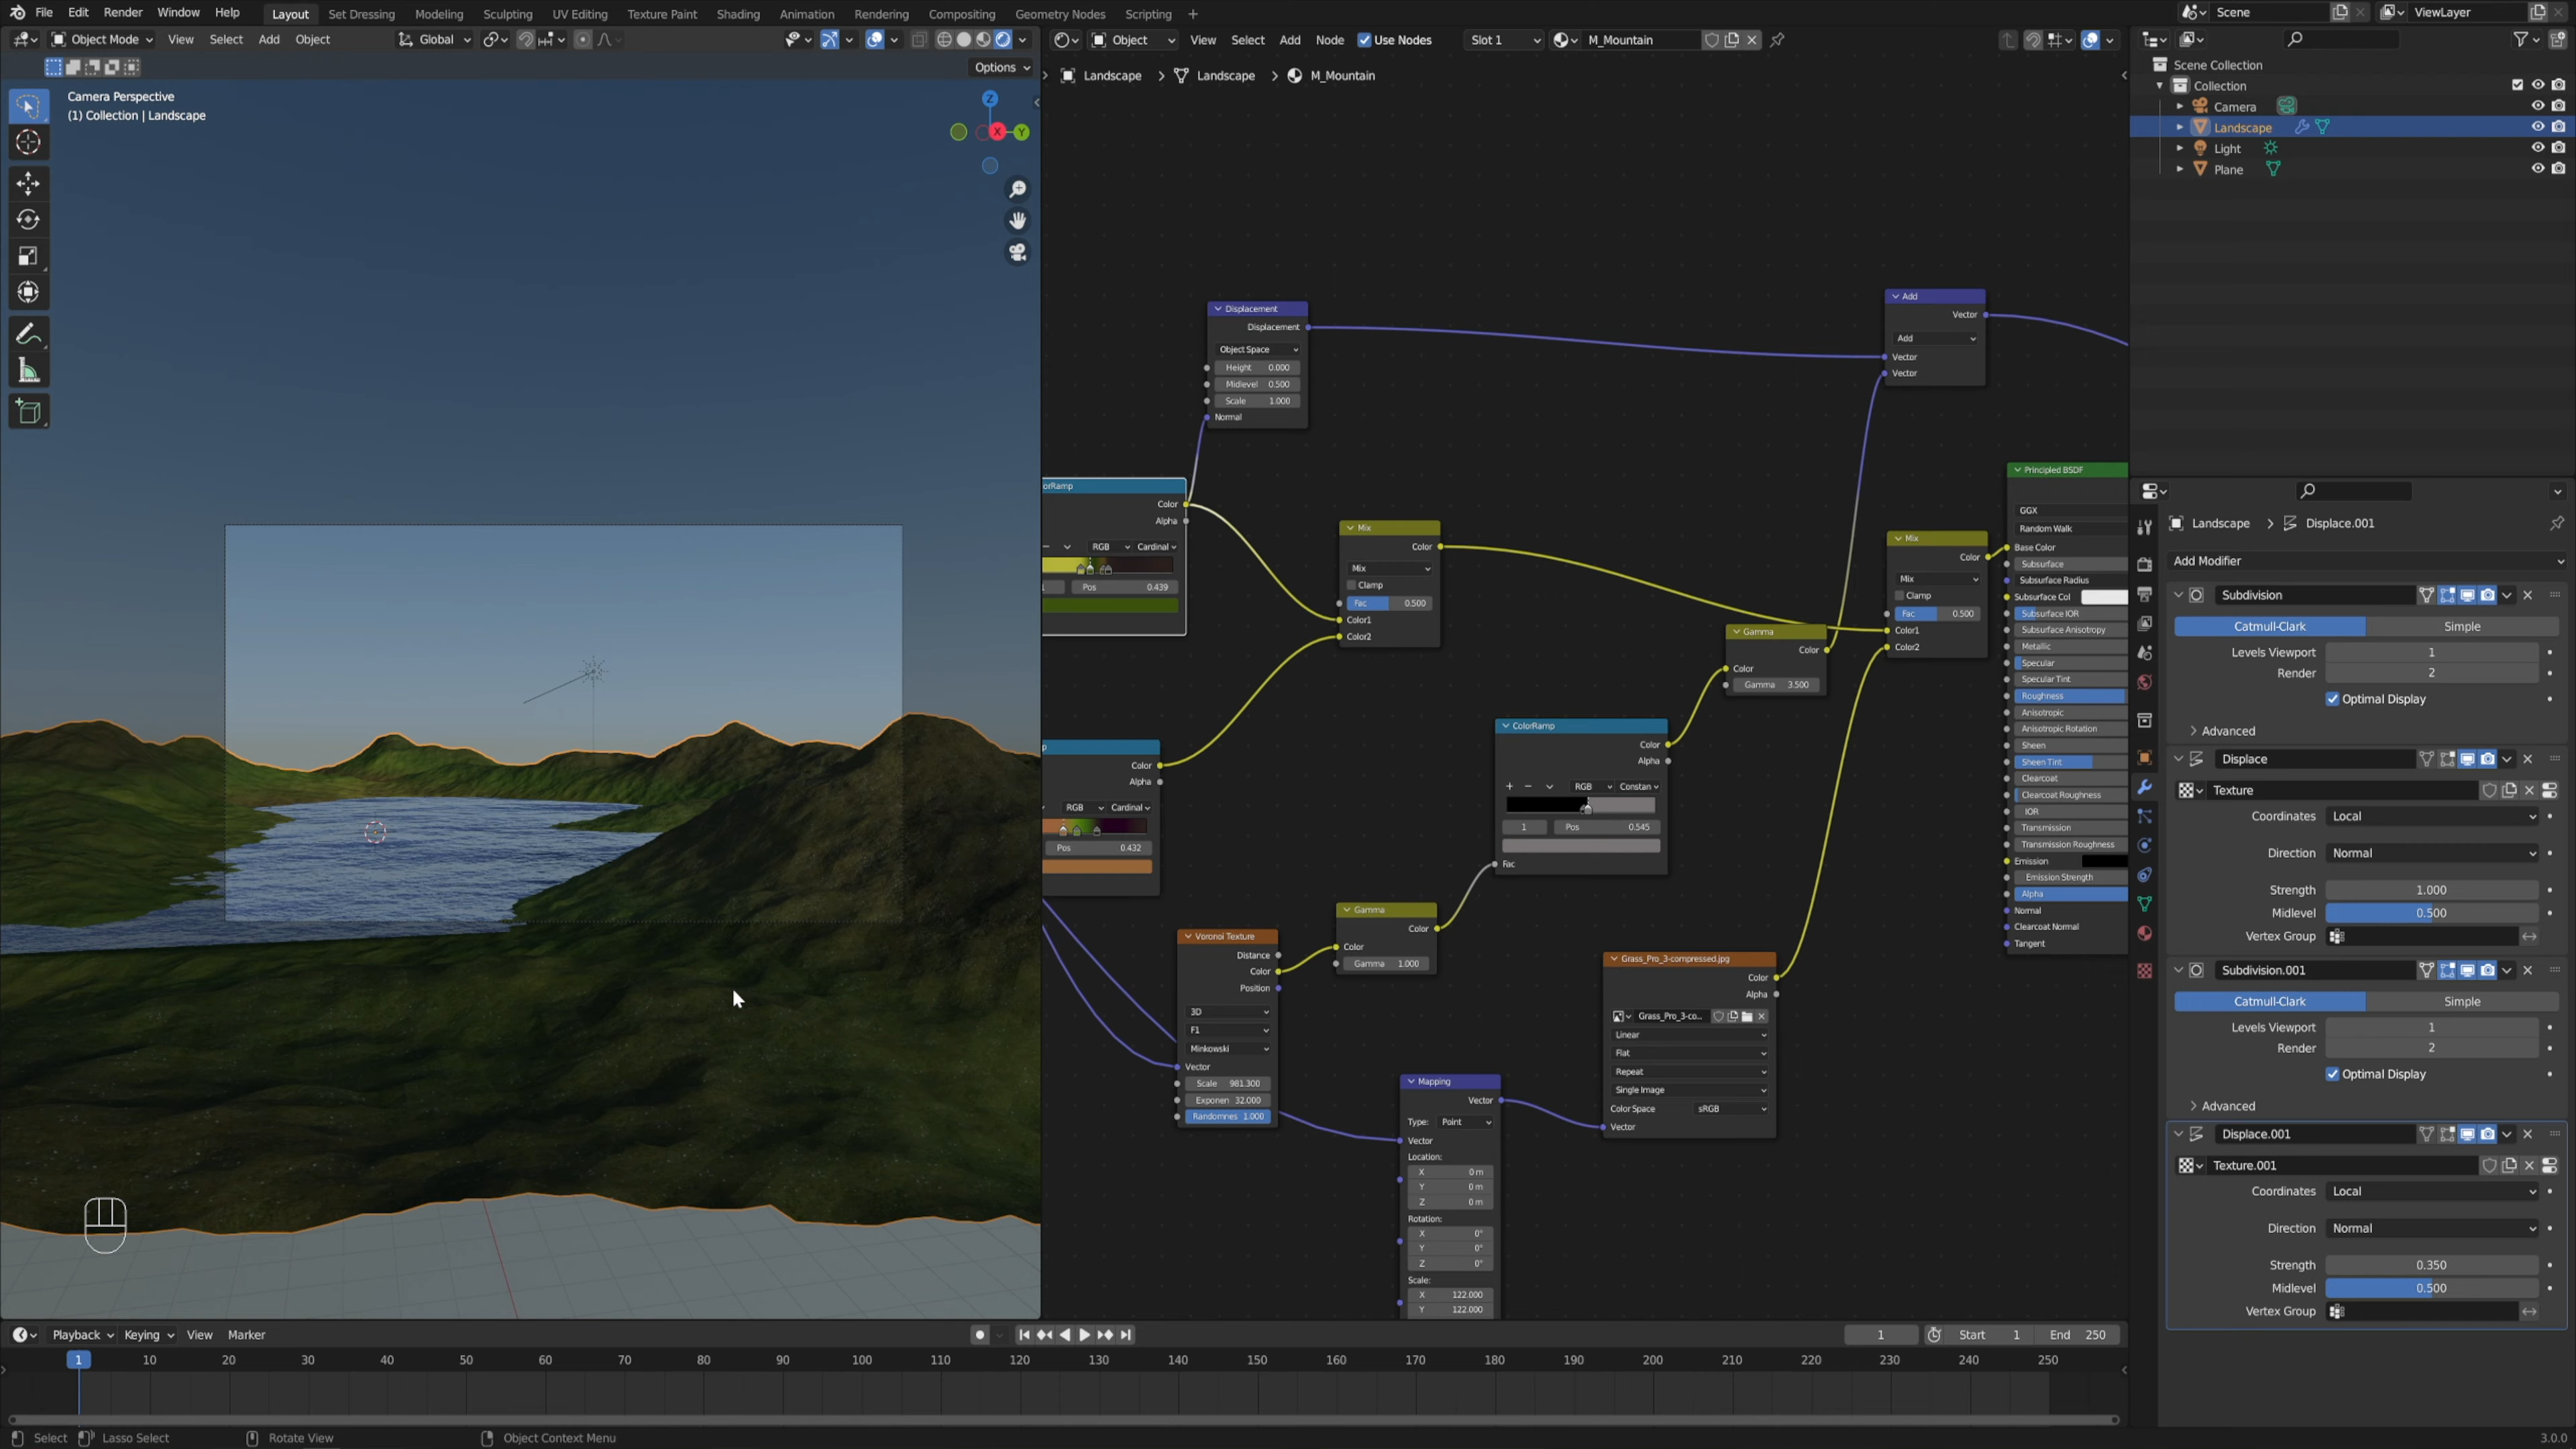 File Edit Render Window Help Layout Set Dressing Modeling Sculpting UV Editing Texture Paint Shading Animation Rendering Compositing Geometry Nodes Scripting + Scene ViewLayer
Object Mode View Select Add Object Global
Options
Camera Perspective
(1) Collection | Landscape
Z
X
Y
Object View Select Add Node Use Nodes Slot 1 M_Mountain
Landscape > Landscape > M_Mountain
Displacement
Displacement
Object Space
Height 0.000
Midlevel 0.500
Scale 1.000
Normal
Add
Vector
Add
Vector
Vector
orRamp
Color
Alpha
RGB Cardinal
Pos 0.439
Mix
Color
Mix
Clamp
Fac 0.500
Color1
Color2
p
Color
Alpha
RGB Cardinal
Pos 0.432
Gamma
Color
Color
Gamma 3.500
Mix
Color
Mix
Clamp
Fac 0.500
Color1
Color2
ColorRamp
Color
Alpha
+ − RGB Constan
1 Pos 0.545
Fac
Gamma
Color
Color
Gamma 1.000
Voronoi Texture
Distance
Color
Position
3D
F1
Minkowski
Vector
Scale 981.300
Exponen 32.000
Randomnes 1.000
Grass_Pro_3-compressed.jpg
Color
Alpha
Grass_Pro_3-co...
Linear
Flat
Repeat
Single Image
Color Space sRGB
Vector
Mapping
Vector
Type: Point
Vector
Location:
X 0 m
Y 0 m
Z 0 m
Rotation:
X 0°
Y 0°
Z 0°
Scale:
X 122.000
Y 122.000
Principled BSDF
GGX
Random Walk
Base Color
Subsurface
Subsurface Radius
Subsurface Col
Subsurface IOR
Subsurface Anisotropy
Metallic
Specular
Specular Tint
Roughness
Anisotropic
Anisotropic Rotation
Sheen
Sheen Tint
Clearcoat
Clearcoat Roughness
IOR
Transmission
Transmission Roughness
Emission
Emission Strength
Alpha
Normal
Clearcoat Normal
Tangent
Scene Collection
Collection
Camera
Landscape
Light
Plane
Landscape > Displace.001
Add Modifier
Subdivision
Catmull-Clark Simple
Levels Viewport 1
Render 2
Optimal Display
Advanced
Displace
Texture
Coordinates Local
Direction Normal
Strength 1.000
Midlevel 0.500
Vertex Group
Subdivision.001
Catmull-Clark Simple
Levels Viewport 1
Render 2
Optimal Display
Advanced
Displace.001
Texture.001
Coordinates Local
Direction Normal
Strength 0.350
Midlevel 0.500
Vertex Group
Playback Keying View Marker 1 Start 1 End 250
1 10 20 30 40 50 60 70 80 90 100 110 120 130 140 150 160 170 180 190 200 210 220 230 240 250
Select Lasso Select Rotate View Object Context Menu 3.0.0